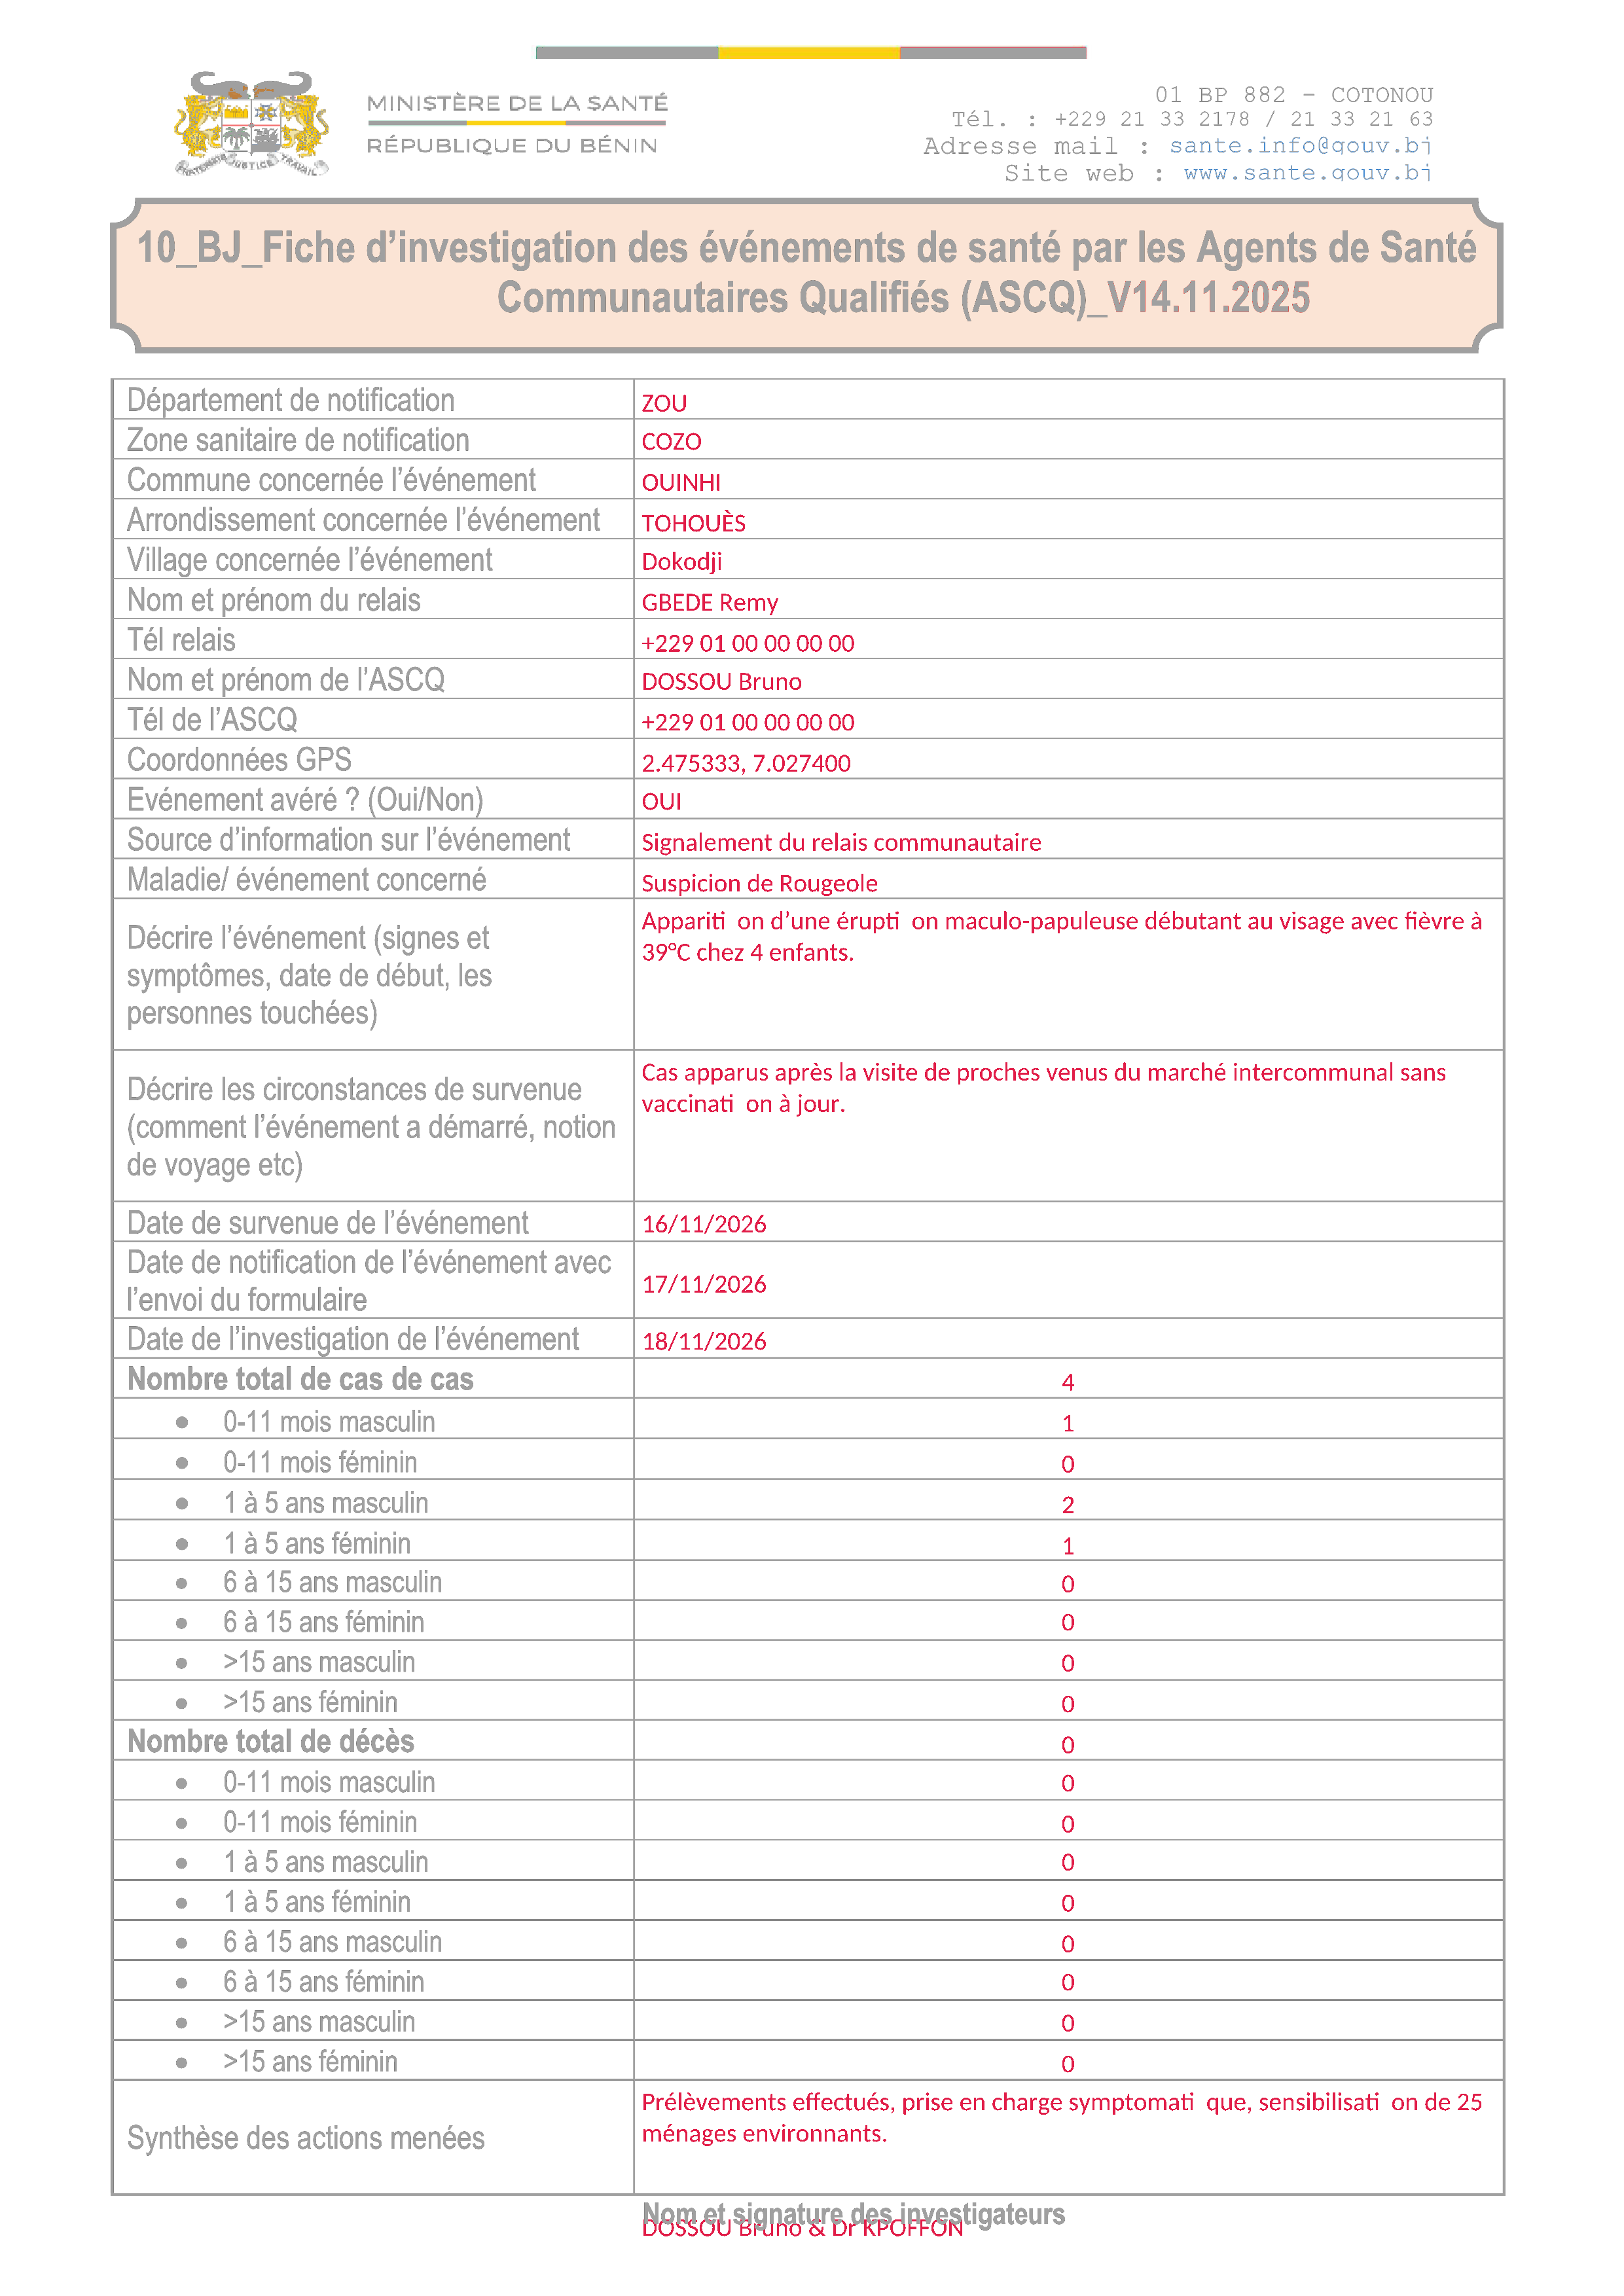 MINISTÈRE DE LA SANTÉ
RÉPUBLIQUE DU BÉNIN
FRATERNITÉ JUSTICE TRAVAIL
01 BP 882 – COTONOU
Tél. : +229 21 33 2178 / 21 33 21 63
Adresse mail : sante.info@gouv.bj
Site web : www.sante.gouv.bj
10_BJ_Fiche d’investigation des événements de santé par les Agents de Santé
Communautaires Qualifiés (ASCQ)_V14.11.2025
Département de notification ZOU
Zone sanitaire de notification COZO
Commune concernée l’événement OUINHI
Arrondissement concernée l’événement TOHOUÈS
Village concernée l’événement Dokodji
Nom et prénom du relais GBEDE Remy
Tél relais +229 01 00 00 00 00
Nom et prénom de l’ASCQ DOSSOU Bruno
Tél de l’ASCQ +229 01 00 00 00 00
Coordonnées GPS 2.475333, 7.027400
Evénement avéré ? (Oui/Non) OUI
Source d’information sur l’événement Signalement du relais communautaire
Maladie/ événement concerné Suspicion de Rougeole
Décrire l’événement (signes et
symptômes, date de début, les
personnes touchées)
Apparition d’une éruption maculo-papuleuse débutant au visage avec fièvre à
39°C chez 4 enfants.
Décrire les circonstances de survenue
(comment l’événement a démarré, notion
de voyage etc)
Cas apparus après la visite de proches venus du marché intercommunal sans
vaccination à jour.
Date de survenue de l’événement 16/11/2026
Date de notification de l’événement avec
l’envoi du formulaire
17/11/2026
Date de l’investigation de l’événement 18/11/2026
Nombre total de cas de cas 4
• 0-11 mois masculin 1
• 0-11 mois féminin 0
• 1 à 5 ans masculin 2
• 1 à 5 ans féminin 1
• 6 à 15 ans masculin 0
• 6 à 15 ans féminin 0
• >15 ans masculin 0
• >15 ans féminin 0
Nombre total de décès 0
• 0-11 mois masculin 0
• 0-11 mois féminin 0
• 1 à 5 ans masculin 0
• 1 à 5 ans féminin 0
• 6 à 15 ans masculin 0
• 6 à 15 ans féminin 0
• >15 ans masculin 0
• >15 ans féminin 0
Synthèse des actions menées
Prélèvements effectués, prise en charge symptomatique, sensibilisation de 25
ménages environnants.
Nom et signature des investigateurs
DOSSOU Bruno & Dr KPOFFON